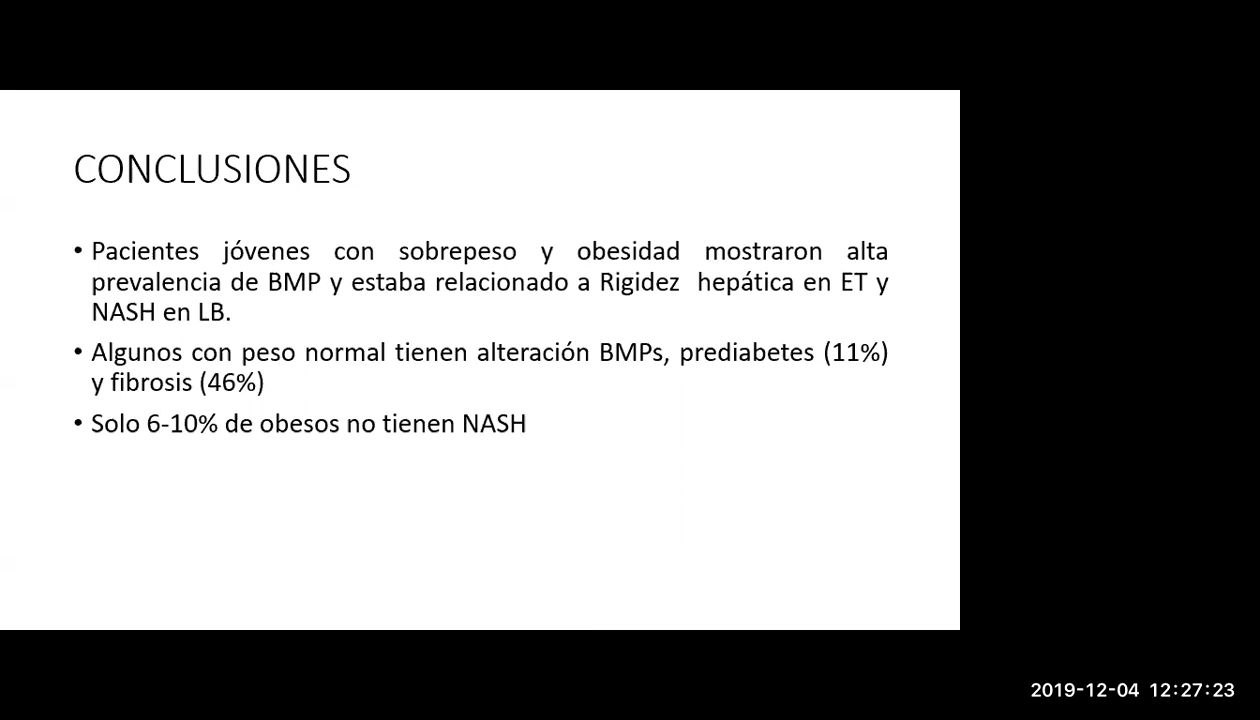 CONCLUSIONES
• Pacientes jóvenes con sobrepeso y obesidad mostraron alta
prevalencia de BMP y estaba relacionado a Rigidez hepática en ET y
NASH en LB.
• Algunos con peso normal tienen alteración BMPs, prediabetes (11%)
y fibrosis (46%)
• Solo 6-10% de obesos no tienen NASH
2019-12-04 12:27:23